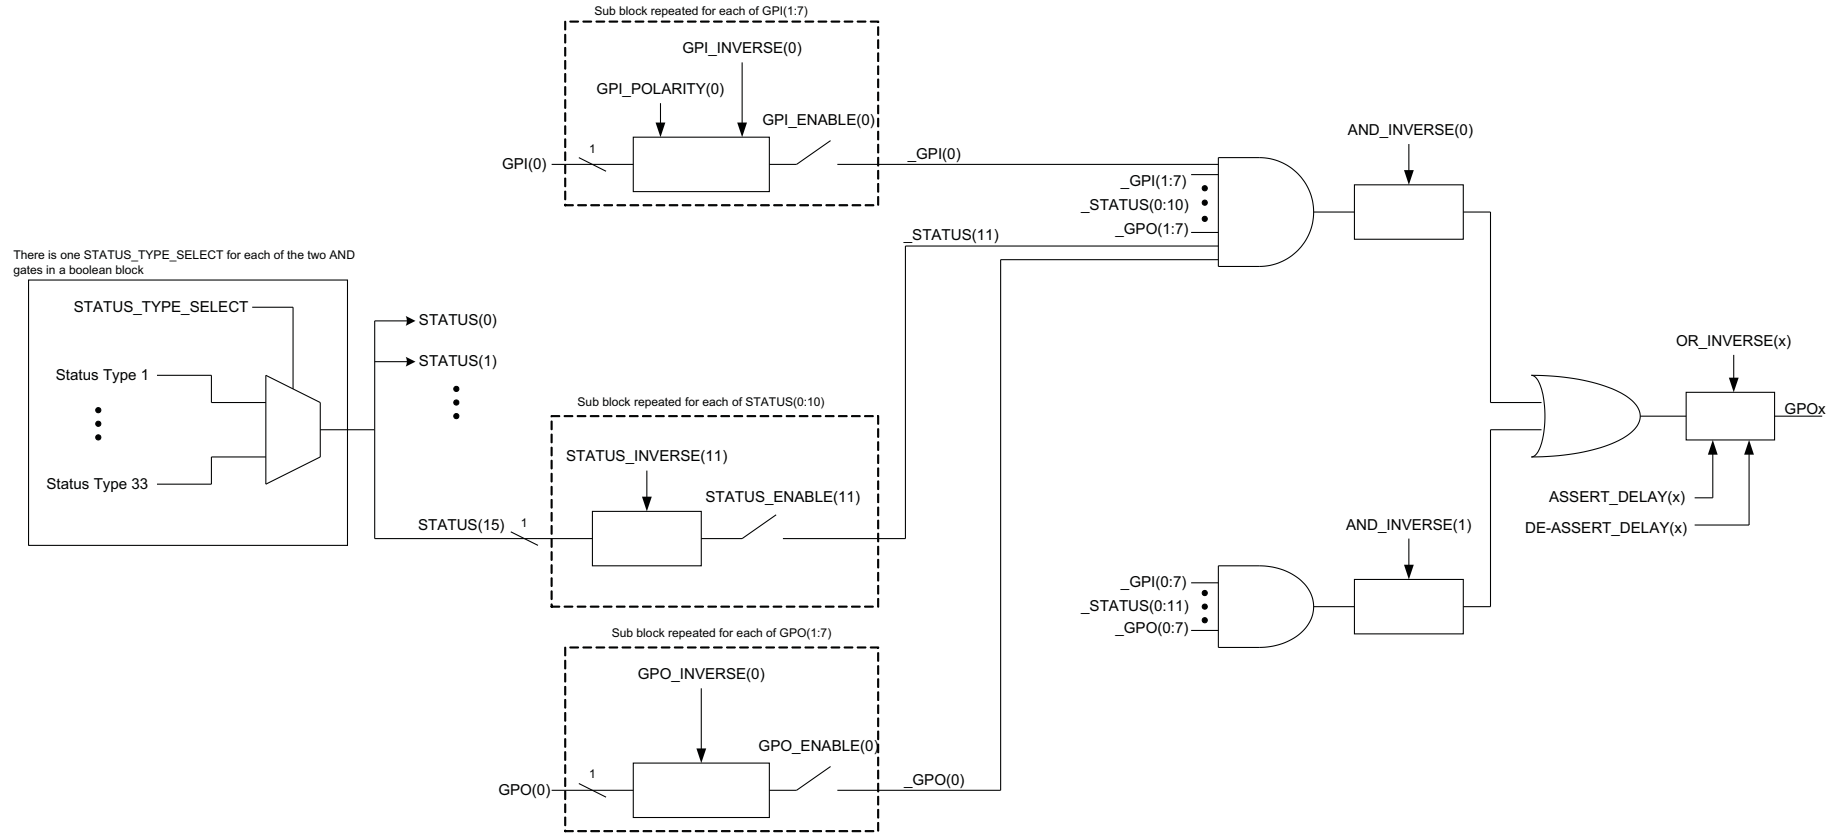 Sub block repeated for each of GPI(1:7)
GPI_INVERSE(0)
GPI_POLARITY(0)
GPI_ENABLE(0)
GPI(0)
1
_GPI(0)
_GPI(1:7)
_STATUS(0:10)
_GPO(1:7)
_STATUS(11)
AND_INVERSE(0)
There is one STATUS_TYPE_SELECT for each of the two AND
gates in a boolean block
STATUS_TYPE_SELECT
Status Type 1
Status Type 33
STATUS(0)
STATUS(1)
Sub block repeated for each of STATUS(0:10)
STATUS_INVERSE(11)
STATUS_ENABLE(11)
STATUS(15)
1
OR_INVERSE(x)
GPOx
ASSERT_DELAY(x)
DE-ASSERT_DELAY(x)
AND_INVERSE(1)
_GPI(0:7)
_STATUS(0:11)
_GPO(0:7)
Sub block repeated for each of GPO(1:7)
GPO_INVERSE(0)
GPO_ENABLE(0)
GPO(0)
1
_GPO(0)